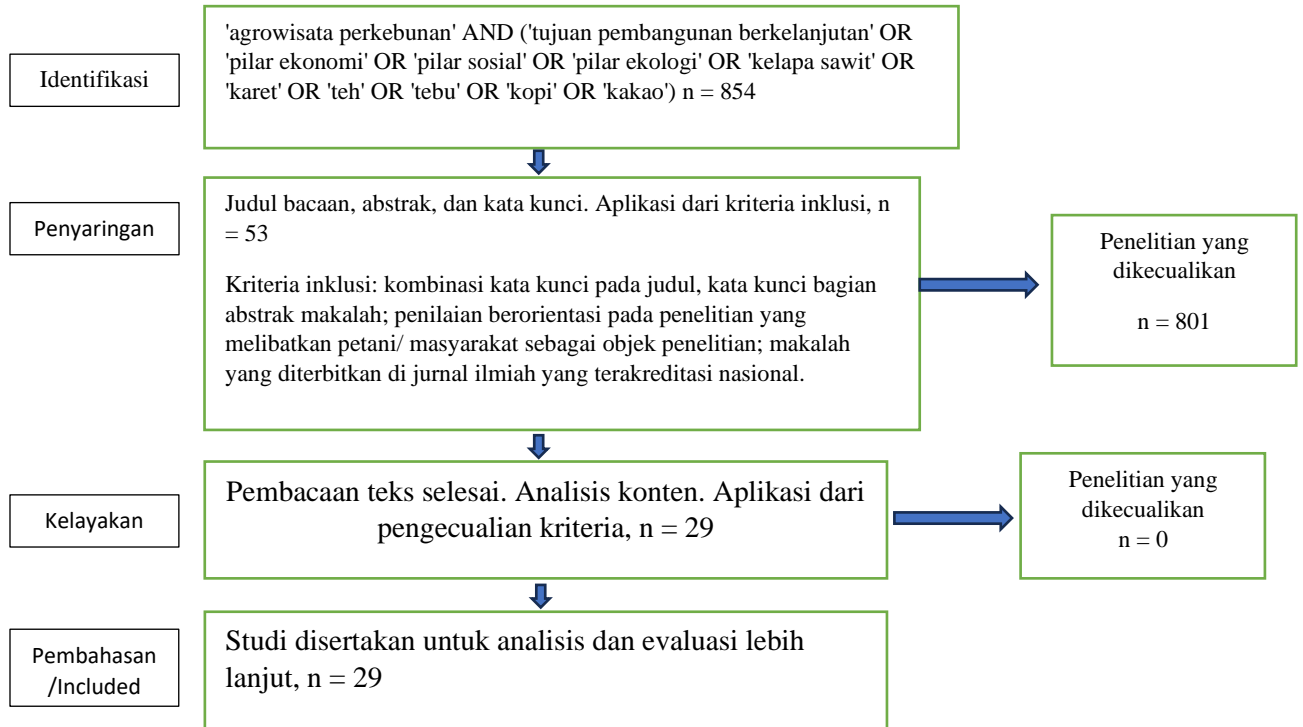 Identifikasi
'agrowisata perkebunan' AND ('tujuan pembangunan berkelanjutan' OR
'pilar ekonomi' OR 'pilar sosial' OR 'pilar ekologi' OR 'kelapa sawit' OR
'karet' OR 'teh' OR 'tebu' OR 'kopi' OR 'kakao') n = 854
Penyaringan
Judul bacaan, abstrak, dan kata kunci. Aplikasi dari kriteria inklusi, n
= 53
Kriteria inklusi: kombinasi kata kunci pada judul, kata kunci bagian
abstrak makalah; penilaian berorientasi pada penelitian yang
melibatkan petani/ masyarakat sebagai objek penelitian; makalah
yang diterbitkan di jurnal ilmiah yang terakreditasi nasional.
Penelitian yang
dikecualikan
n = 801
Kelayakan
Pembacaan teks selesai. Analisis konten. Aplikasi dari
pengecualian kriteria, n = 29
Penelitian yang
dikecualikan
n = 0
Pembahasan
/Included
Studi disertakan untuk analisis dan evaluasi lebih
lanjut, n = 29